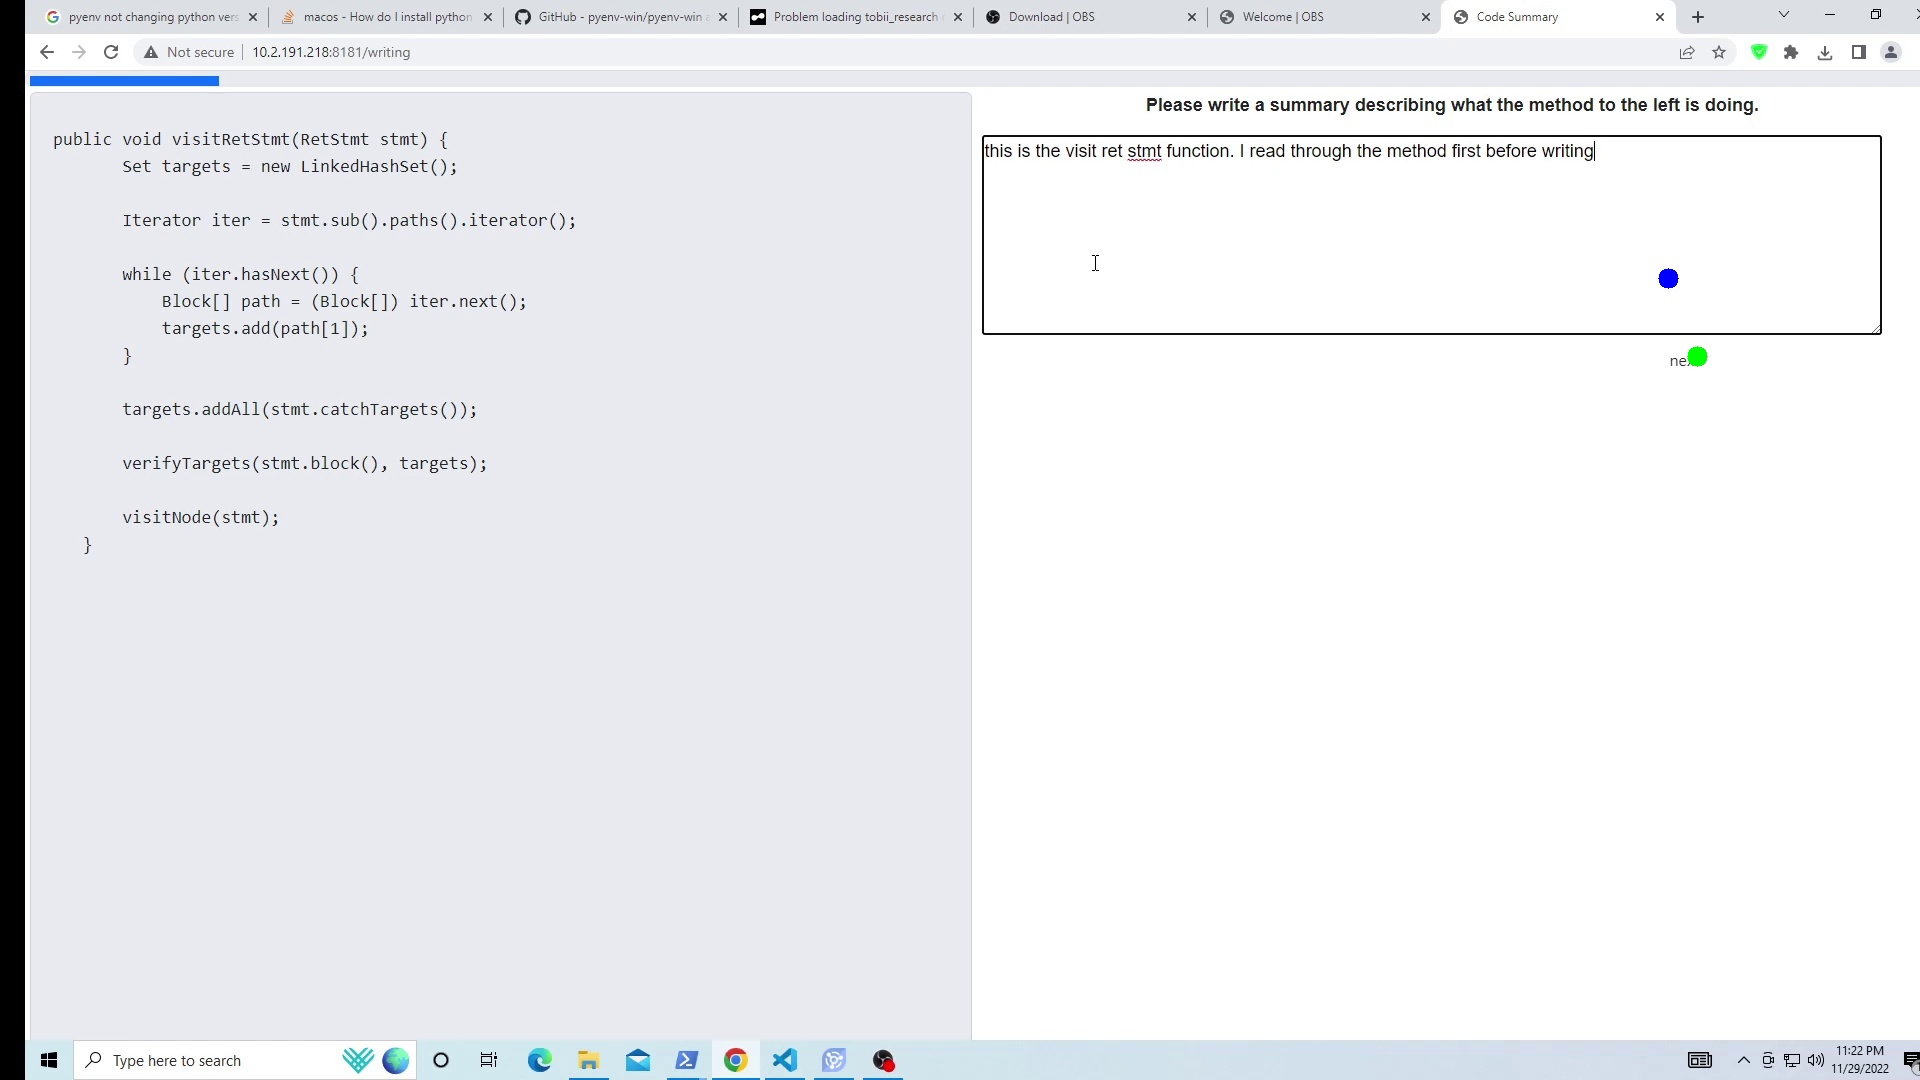 pyenv not changing python vers
macos - How do I install python
GitHub - pyenv-win/pyenv-win a
Problem loading tobii_research
Download | OBS
Welcome | OBS
Code Summary
Not secure
10.2.191.218:8181/writing
public void visitRetStmt(RetStmt stmt) {
Set targets = new LinkedHashSet();
Iterator iter = stmt.sub().paths().iterator();
while (iter.hasNext()) {
Block[] path = (Block[]) iter.next();
targets.add(path[1]);
}
targets.addAll(stmt.catchTargets());
verifyTargets(stmt.block(), targets);
visitNode(stmt);
}
Please write a summary describing what the method to the left is doing.
this is the visit ret stmt function. I read through the method first before writing
Type here to search
11:22 PM
11/29/2022